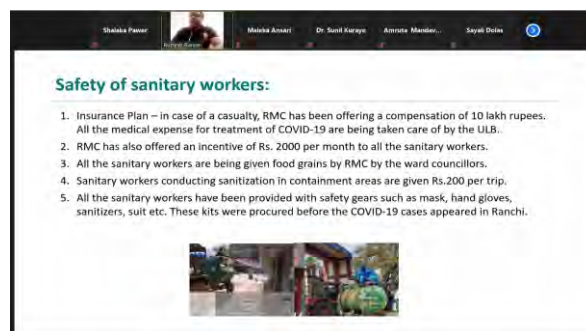 Shalaka Pawar
Maleka Ansari
Dr. Sunil Kuraye
Amruta Mandev...
Sayali Dolas
Safety of sanitary workers:
1. Insurance Plan – in case of a casualty, RMC has been offering a compensation of 10 lakh rupees.
All the medical expense for treatment of COVID-19 are being taken care of by the ULB.
2. RMC has also offered an incentive of Rs. 2000 per month to all the sanitary workers.
3. All the sanitary workers are being given food grains by RMC by the ward councillors.
4. Sanitary workers conducting sanitization in containment areas are given Rs.200 per trip.
5. All the sanitary workers have been provided with safety gears such as mask, hand gloves,
sanitizers, suit etc. These kits were procured before the COVID-19 cases appeared in Ranchi.